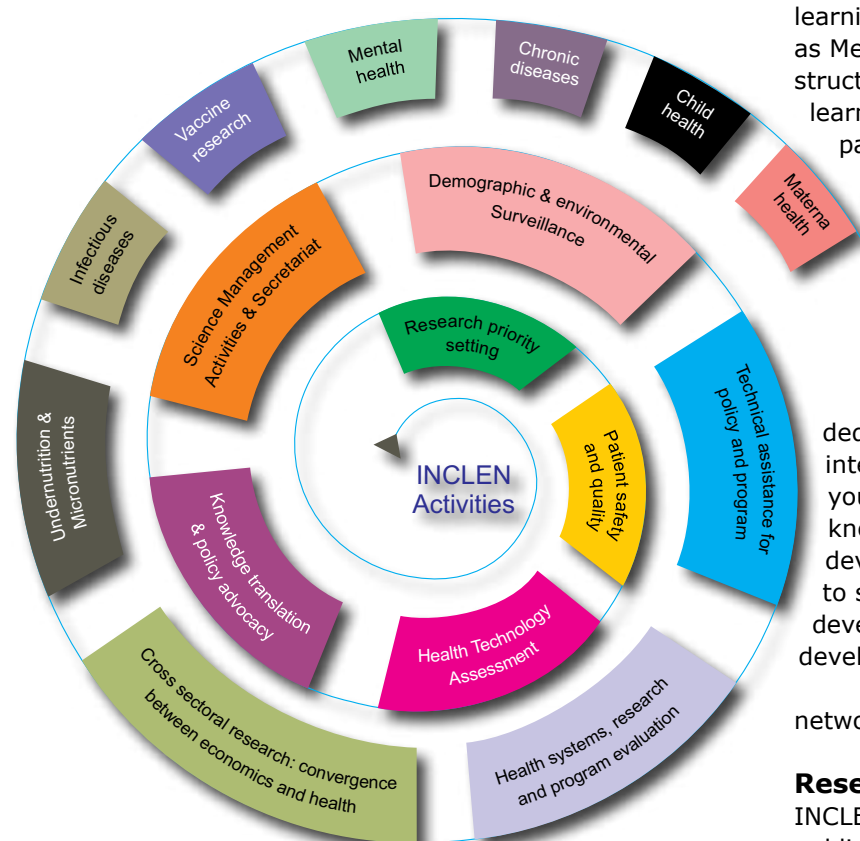 Mental
health
Chronic
diseases
Child
health
Materna
health
Vaccine
research
Infectious
diseases
Undernutrition &
Micronutrients
Science Management
Activities & Secretariat
Demographic & environmental
Surveillance
Technical assistance for
policy and program
Research priority
setting
Patient safety
and quality
INCLEN
Activities
Knowledge translation
& policy advocacy
Health Technology
Assessment
Cross sectoral research: convergence
between economics and health
Health systems, research
and program evaluation
learni
as Me
struct
learn
pa
dec
inte
you
kno
dev
to s
deve
devel
netwo
Rese
INCLE